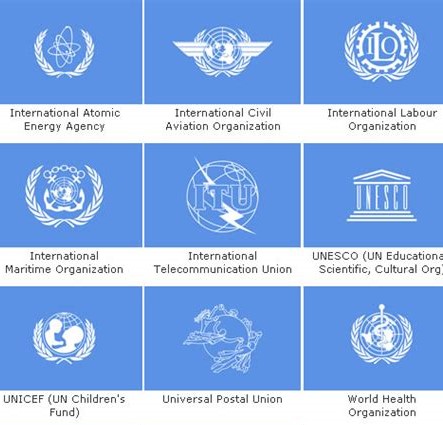 International Atomic
Energy Agency
International Civil
Aviation Organization
ILO
International Labour
Organization
International
Maritime Organization
ITU
International
Telecommunication Union
UNESCO
UNESCO (UN Educationa
Scientific, Cultural Org)
UNICEF (UN Children's
Fund)
Universal Postal Union
World Health
Organization